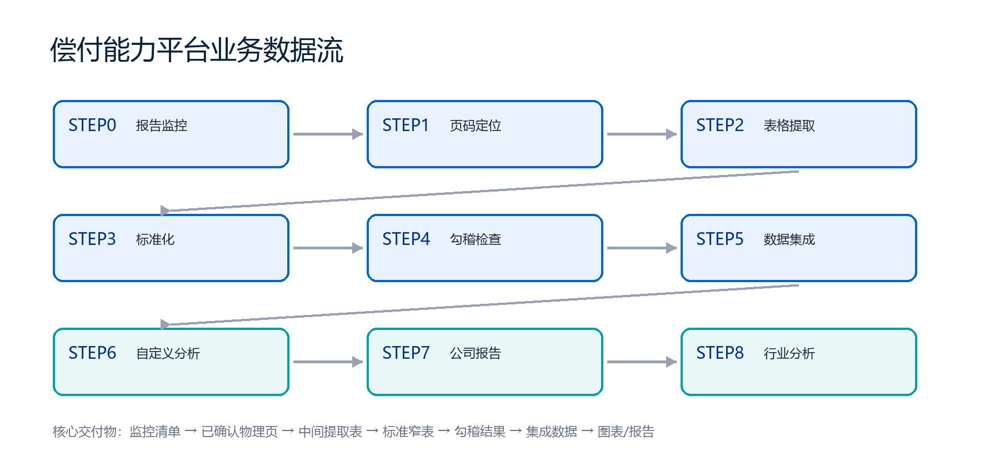 偿付能力平台业务数据流
STEP0 报告监控
STEP1 页码定位
STEP2 表格提取
STEP3 标准化
STEP4 勾稽检查
STEP5 数据集成
STEP6 自定义分析
STEP7 公司报告
STEP8 行业分析
核心交付物：监控清单 → 已确认物理页 → 中间提取表 → 标准窄表 → 勾稽结果 → 集成数据 → 图表/报告